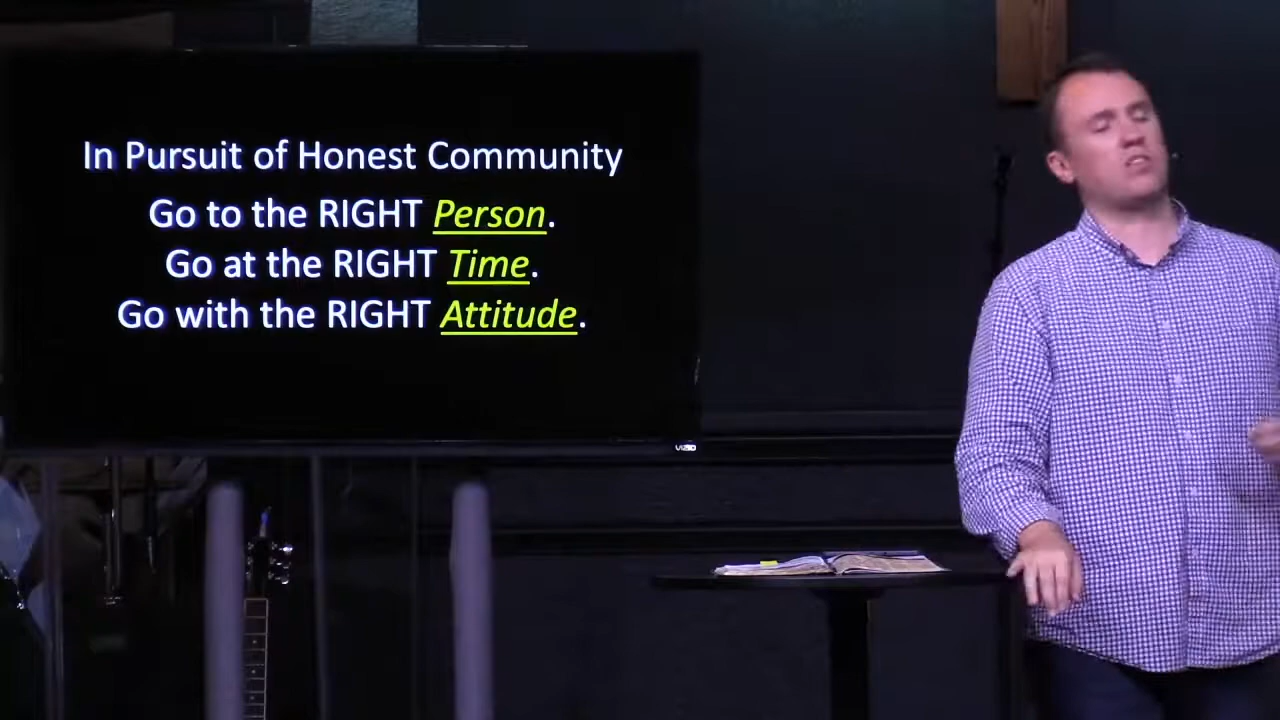 In Pursuit of Honest Community
Go to the RIGHT Person.
Go at the RIGHT Time.
Go with the RIGHT Attitude.
VIZIO